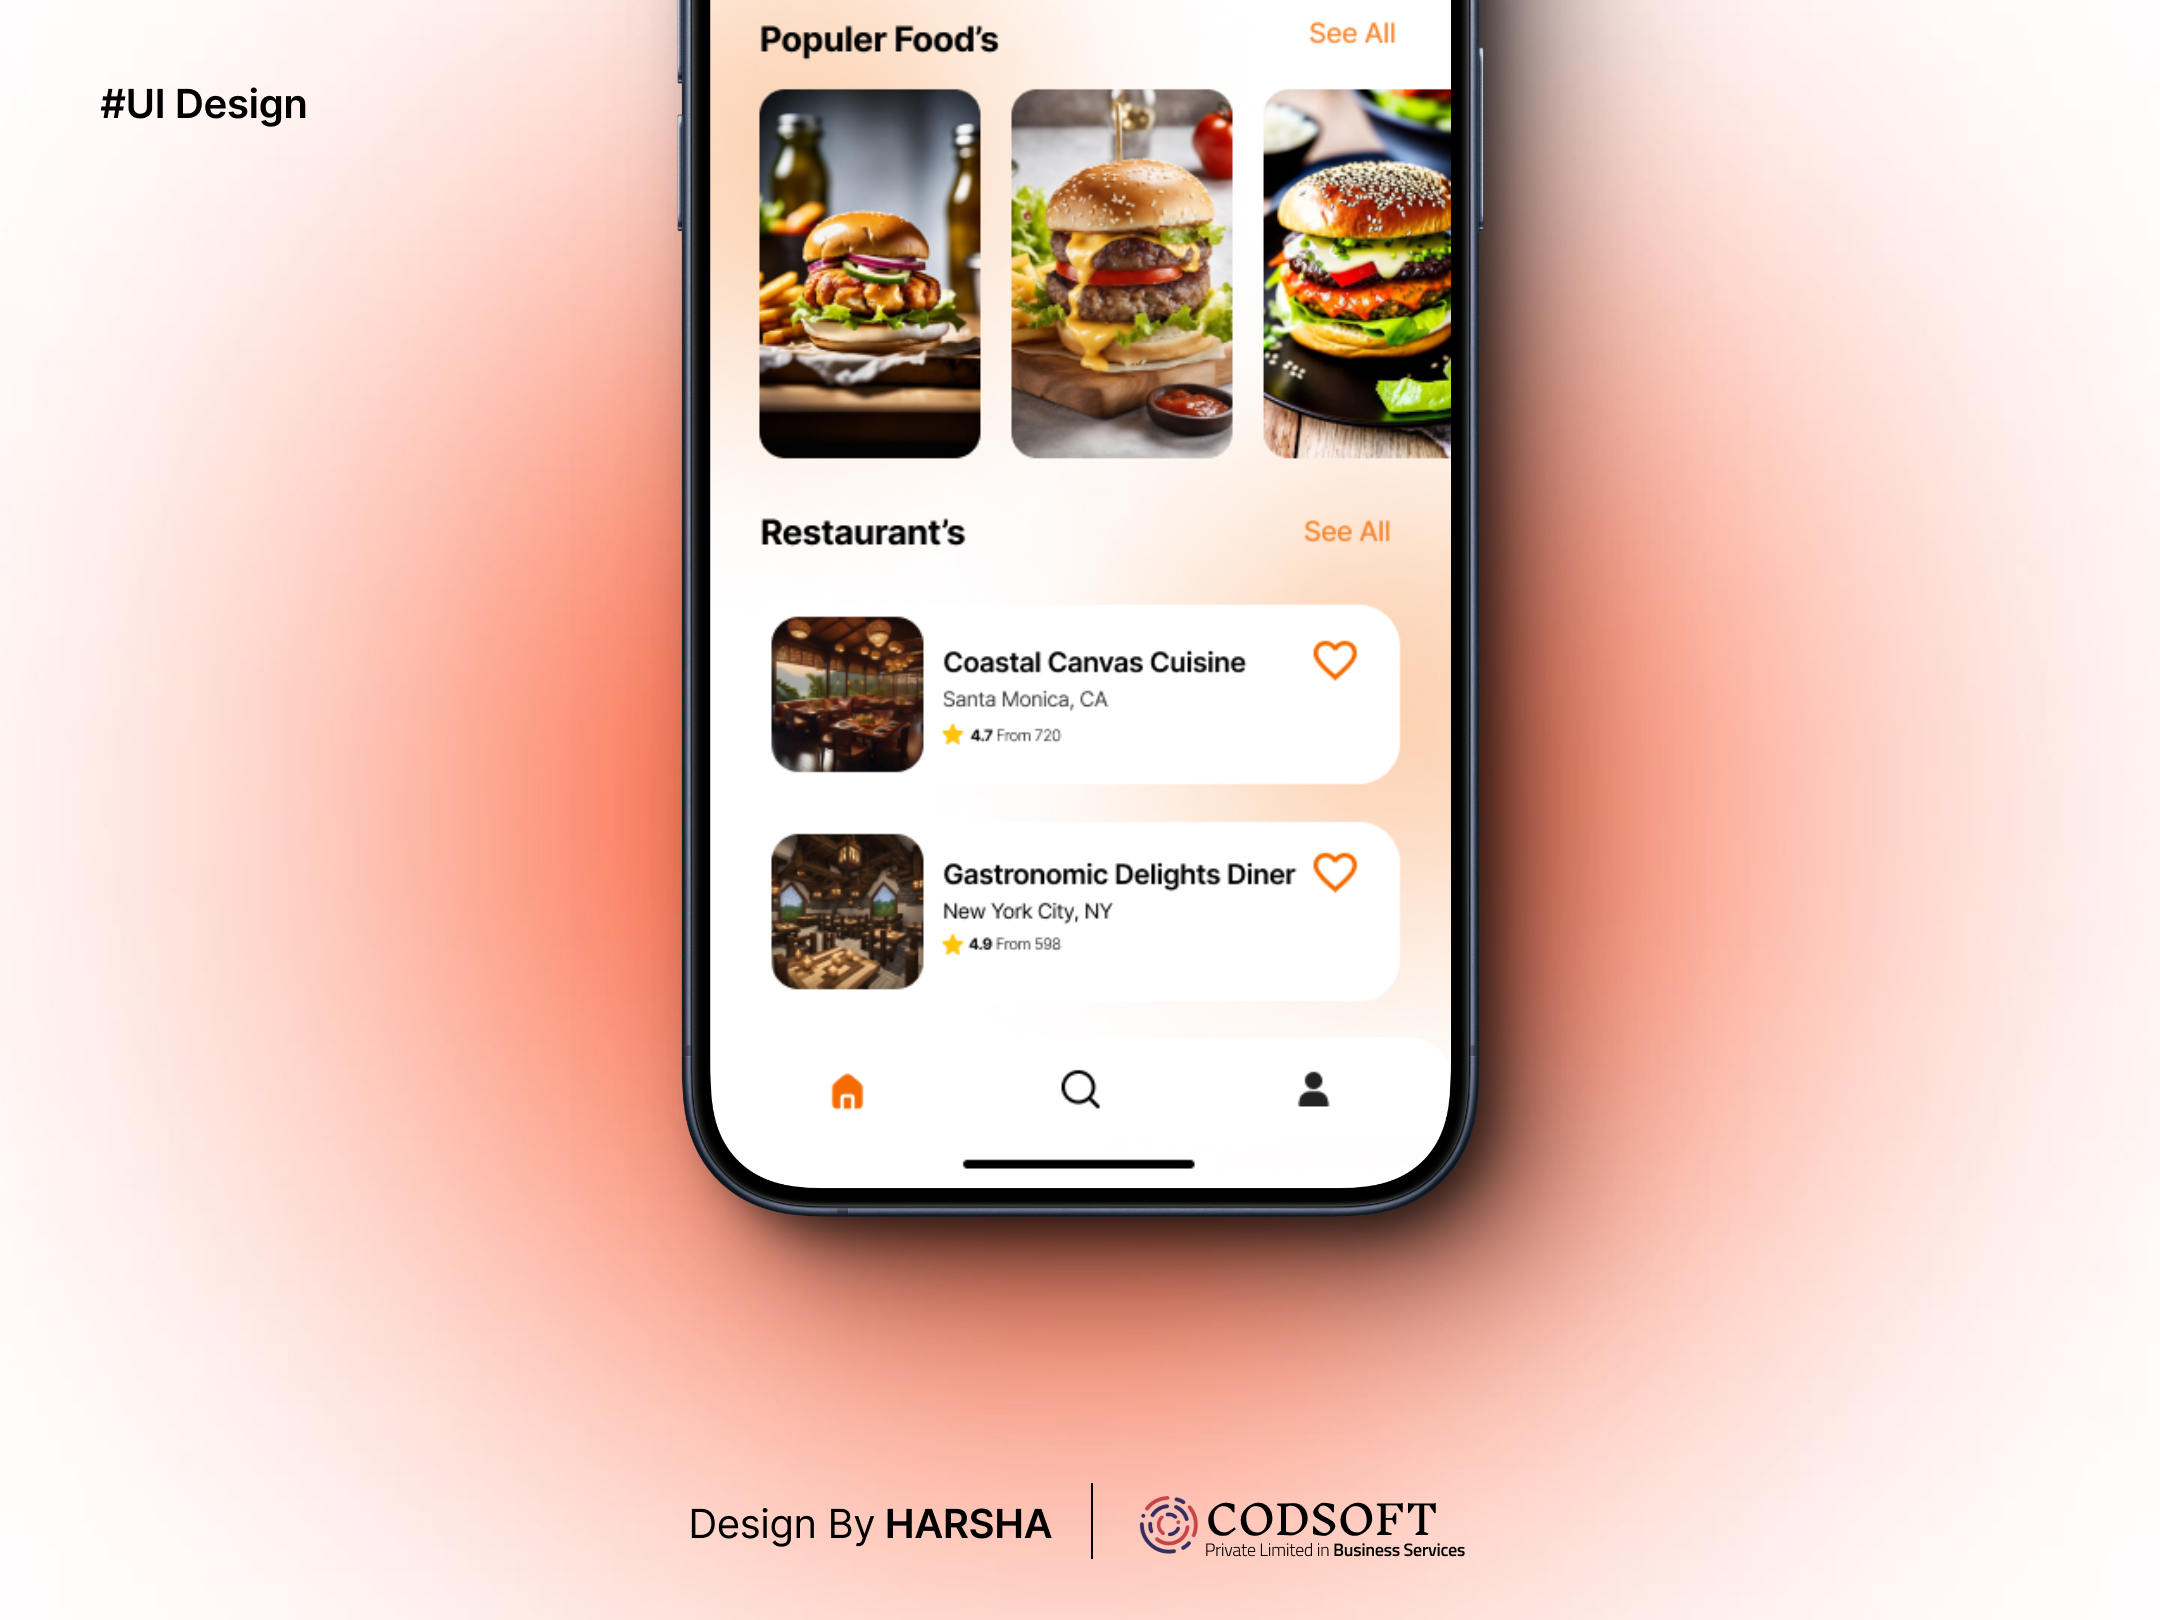 #UI Design
Populer Food’s
See All
Restaurant’s
See All
Coastal Canvas Cuisine
Santa Monica, CA
4.7 From 720
Gastronomic Delights Diner
New York City, NY
4.9 From 598
Design By HARSHA
CODSOFT
Private Limited in Business Services